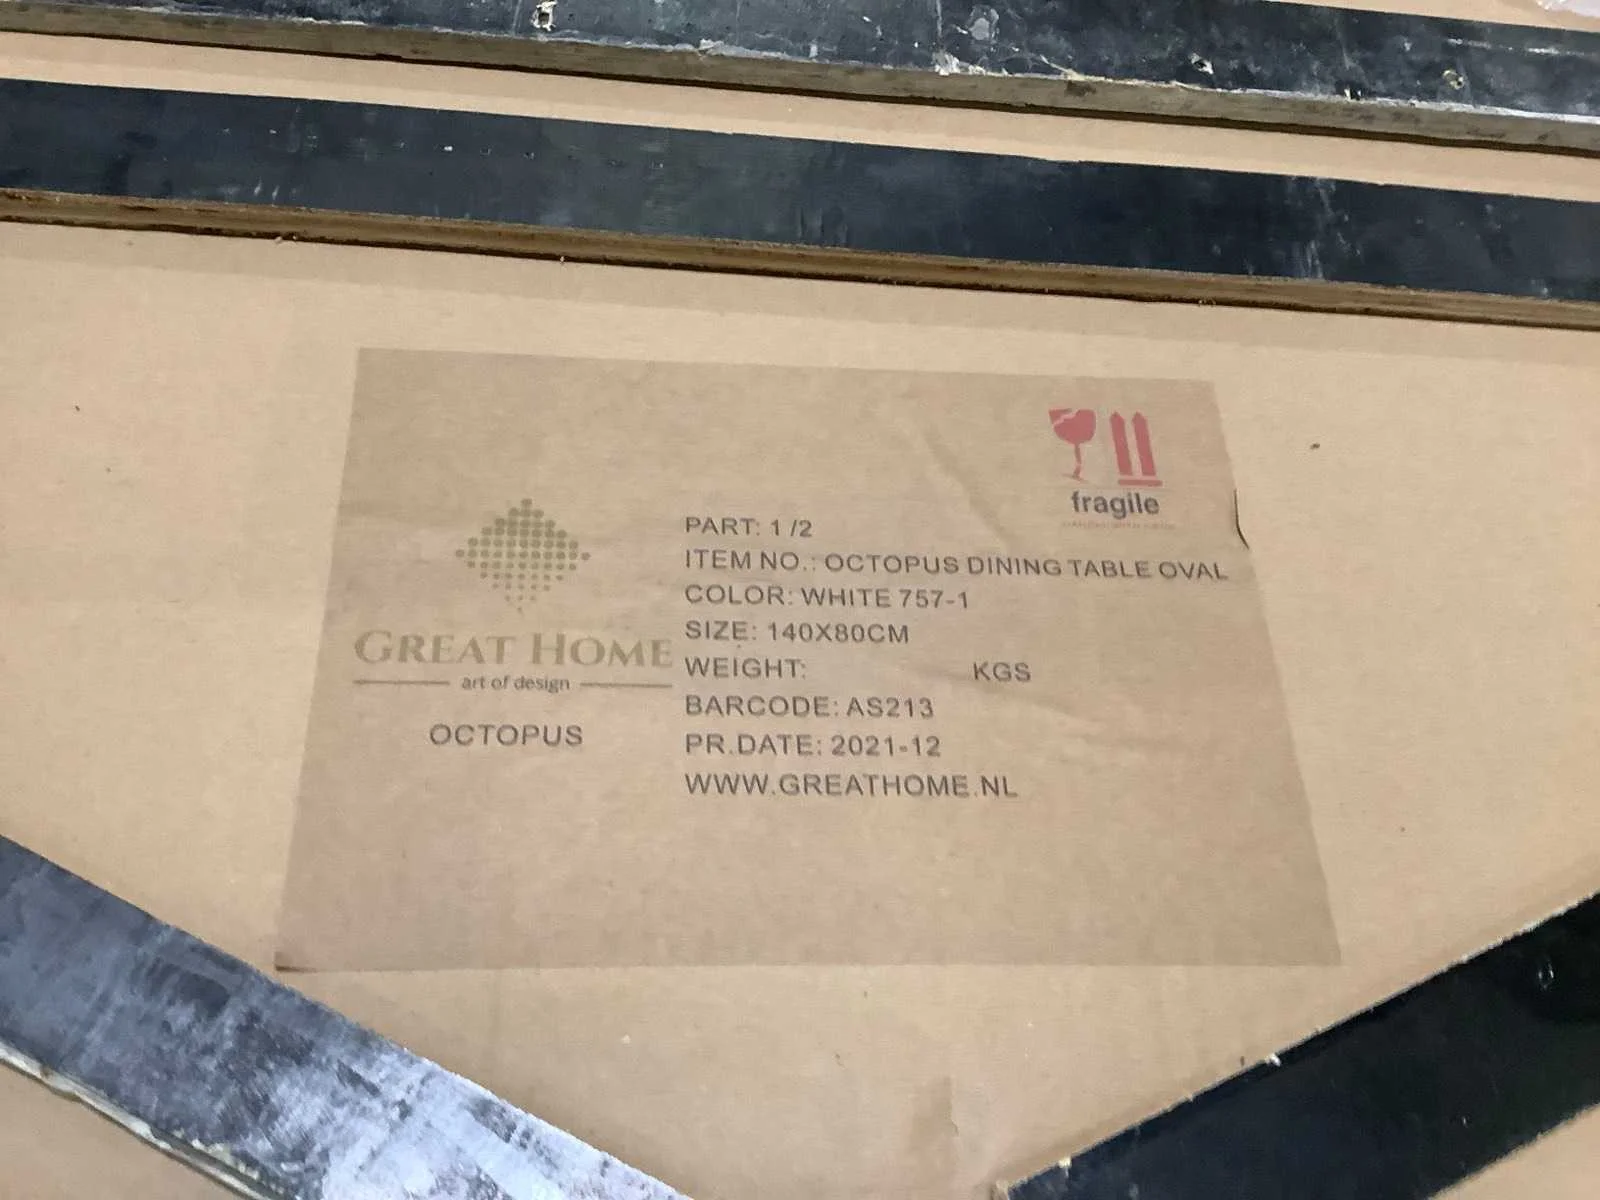 fragile
GREAT HOME
art of design
OCTOPUS
PART: 1 /2
ITEM NO.: OCTOPUS DINING TABLE OVAL
COLOR: WHITE 757-1
SIZE: 140X80CM
WEIGHT: KGS
BARCODE: AS213
PR.DATE: 2021-12
WWW.GREATHOME.NL